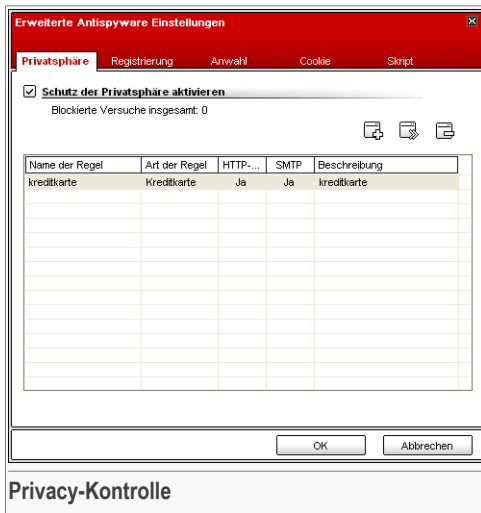 Erweiterte Antispyware Einstellungen
Privatsphäre Registrierung Anwahl Cookie Skript
Schutz der Privatsphäre aktivieren
Blockierte Versuche insgesamt: 0
Name der Regel Art der Regel HTTP-... SMTP Beschreibung
kreditkarte Kreditkarte Ja Ja kreditkarte
OK Abbrechen
Privacy-Kontrolle